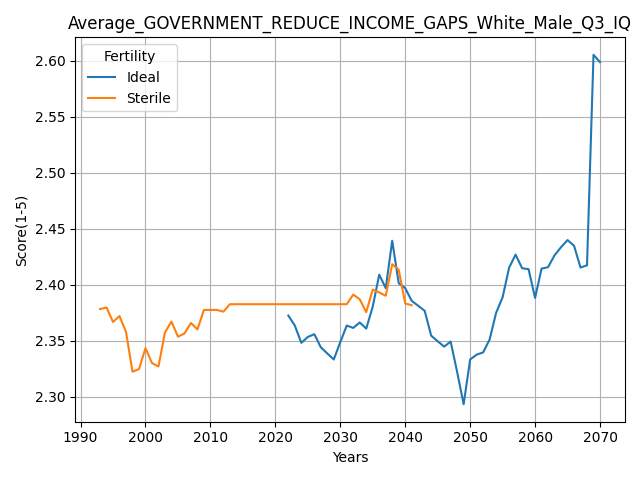 Average_GOVERNMENT_REDUCE_INCOME_GAPS_White_Male_Q3_IQ
Fertility
Ideal
Sterile
Score(1-5)
2.60
2.55
2.50
2.45
2.40
2.35
2.30
1990 2000 2010 2020 2030 2040 2050 2060 2070
Years